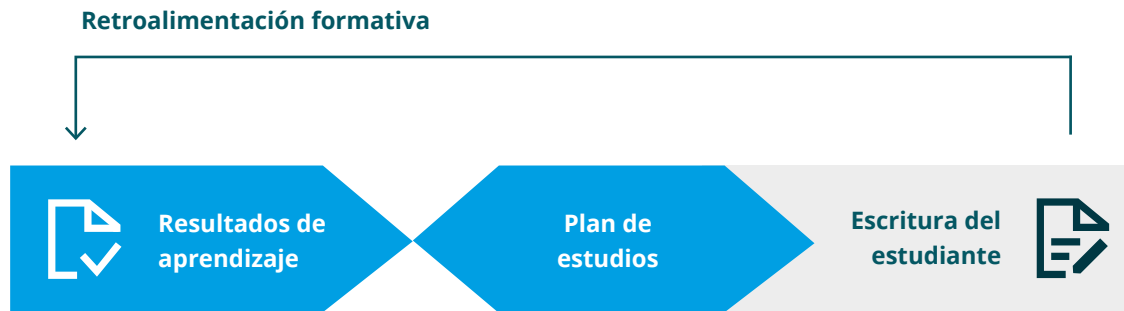 Retroalimentación formativa
Resultados de
aprendizaje
Plan de
estudios
Escritura del
estudiante